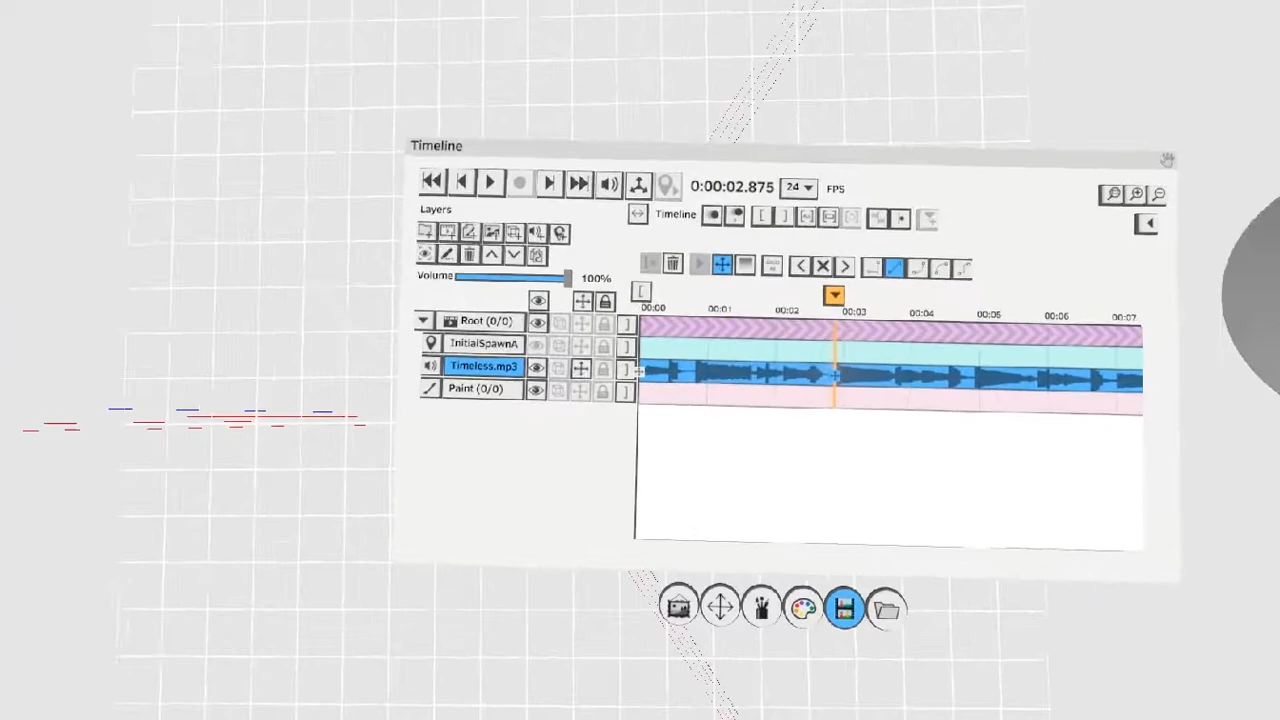 Timeline
0:00:02.875 24 FPS
Layers
Timeline
Volume 100%
00:00 00:01 00:02 00:03 00:04 00:05 00:06 00:07
Root (0/0)
InitialSpawnA
Timeless.mp3
Paint (0/0)